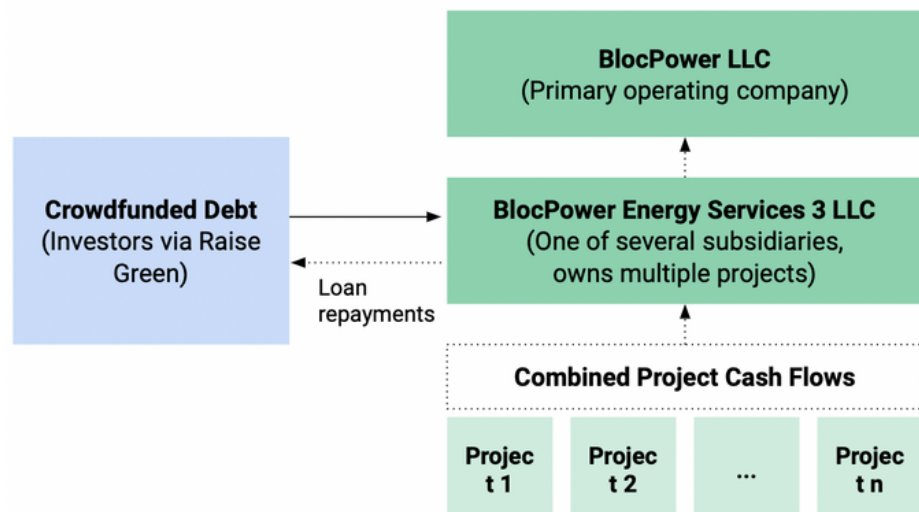 BlocPower LLC
(Primary operating company)
Crowdfunded Debt
(Investors via Raise
Green)
BlocPower Energy Services 3 LLC
(One of several subsidiaries,
owns multiple projects)
Loan
repayments
Combined Project Cash Flows
Projec
t 1
Projec
t 2
...
Projec
t n